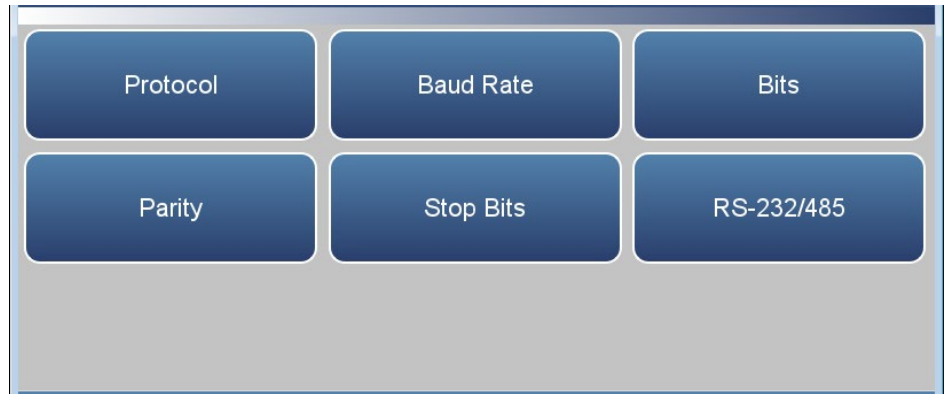 Protocol
Baud Rate
Bits
Parity
Stop Bits
RS-232/485